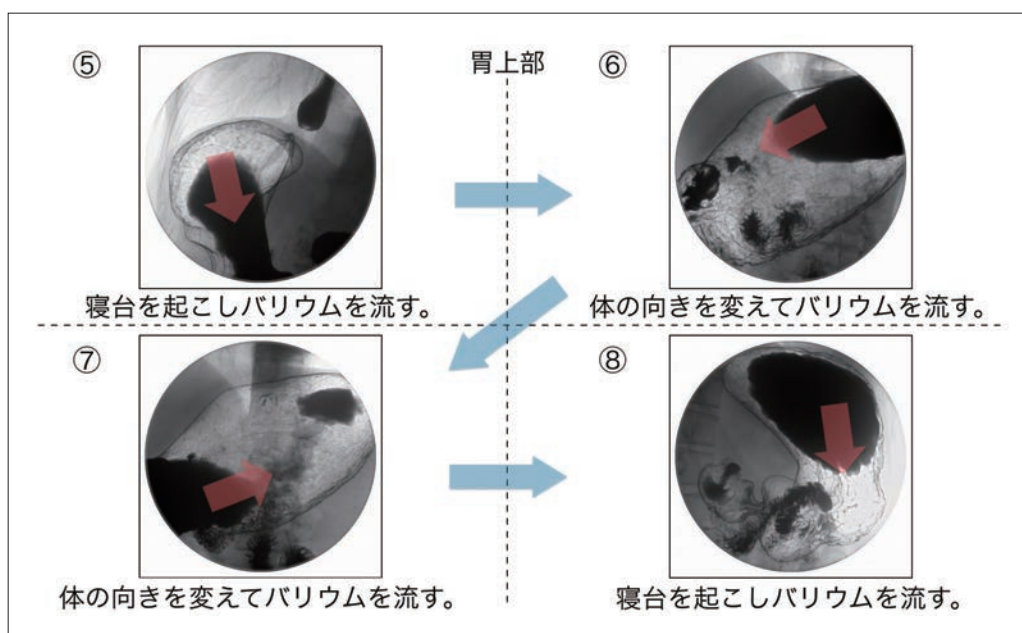 ⑤
胃上部
⑥
寝台を起こしバリウムを流す。
体の向きを変えてバリウムを流す。
⑦
⑧
体の向きを変えてバリウムを流す。
寝台を起こしバリウムを流す。